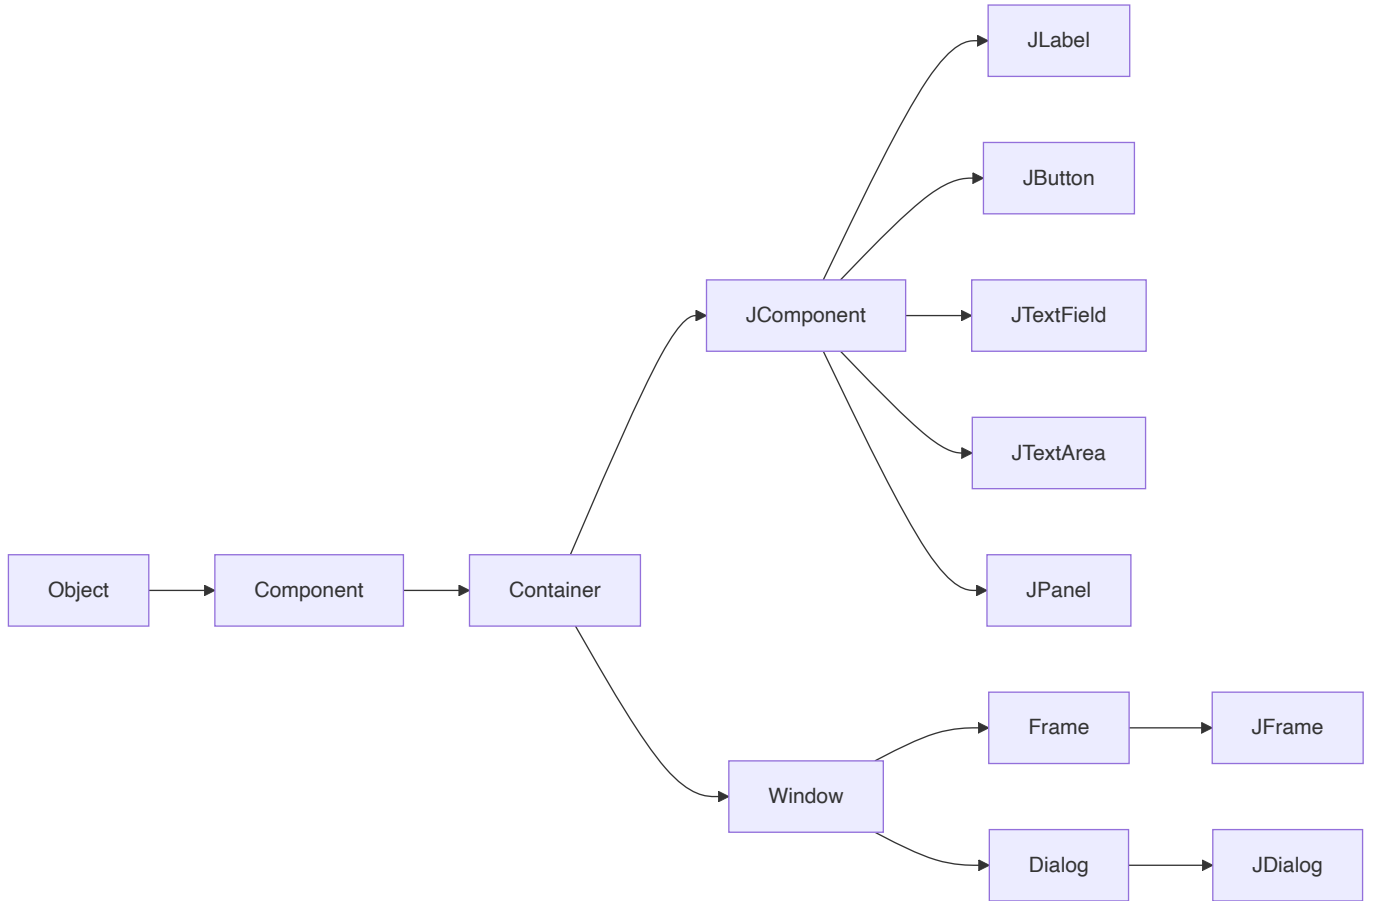 JLabel
JButton
JComponent
JTextField
JTextArea
Object
Component
Container
JPanel
Frame
JFrame
Window
Dialog
JDialog